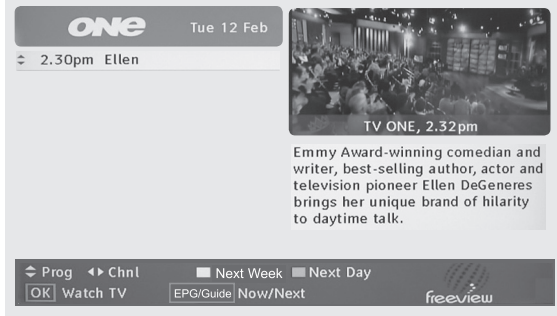 ONE Tue 12 Feb
2.30pm Ellen
TV ONE, 2.32pm
Emmy Award-winning comedian and
writer, best-selling author, actor and
television pioneer Ellen DeGeneres
brings her unique brand of hilarity
to daytime talk.
Prog Chnl Next Week Next Day
OK Watch TV EPG/Guide Now/Next
freeview